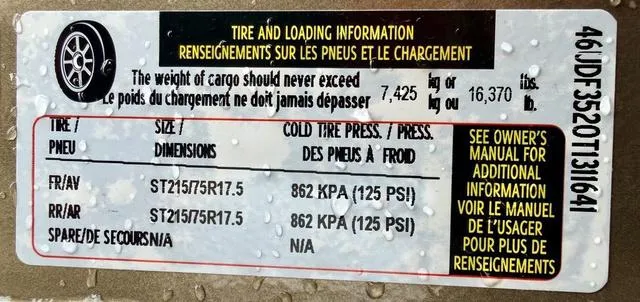 TIRE AND LOADING INFORMATION
RENSEIGNEMENTS SUR LES PNEUS ET LE CHARGEMENT
The weight of cargo should never exceed 7,425 kg or 16,370 lbs.
Le poids du chargement ne doit jamais dépasser kg ou lb.
TIRE / SIZE / COLD TIRE PRESS. / PRESS.
PNEU DIMENSIONS DES PNEUS À FROID
FR/AV ST215/75R17.5 862 KPA (125 PSI)
RR/AR ST215/75R17.5 862 KPA (125 PSI)
SPARE/DE SECOURS N/A N/A
SEE OWNER'S
MANUAL FOR
ADDITIONAL
INFORMATION
VOIR LE MANUEL
DE L'USAGER
POUR PLUS DE
RENSEIGNEMENTS